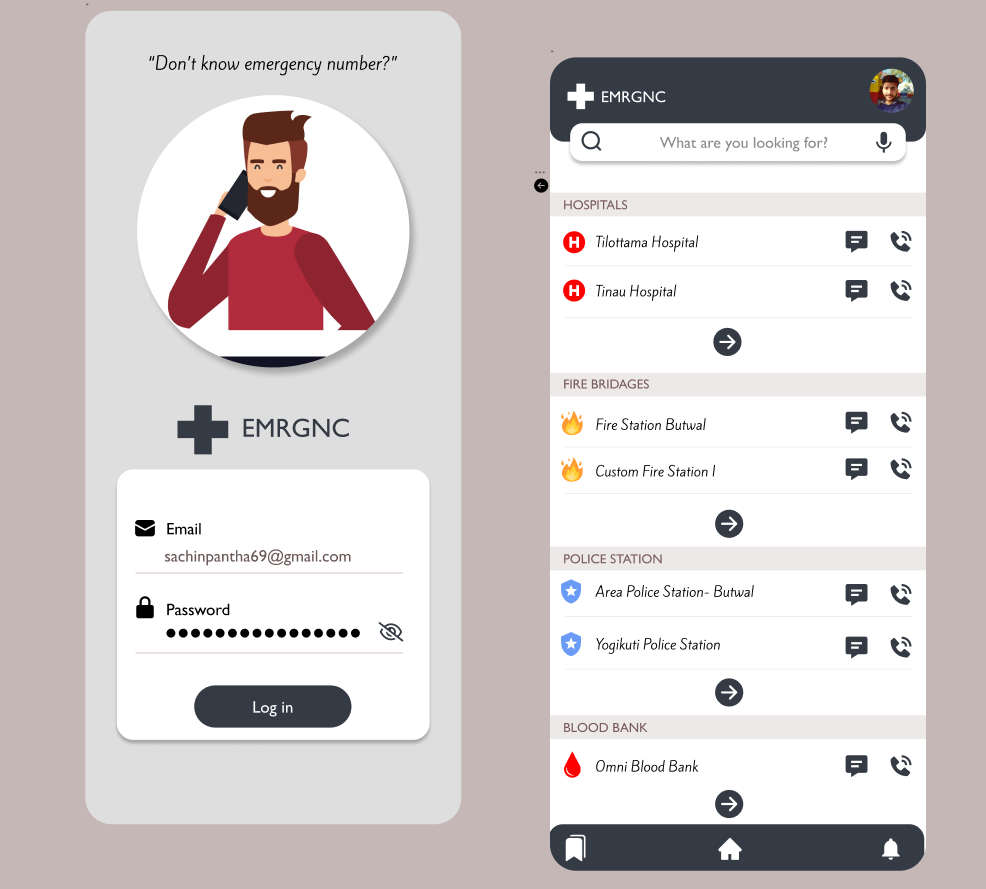 “Don’t know emergency number?”
EMRGNC
Email
sachinpantha69@gmail.com
Password
Log in
EMRGNC
What are you looking for?
HOSPITALS
H Tilottama Hospital
H Tinau Hospital
FIRE BRIDAGES
Fire Station Butwal
Custom Fire Station 1
POLICE STATION
Area Police Station- Butwal
Yogikuti Police Station
BLOOD BANK
Omni Blood Bank